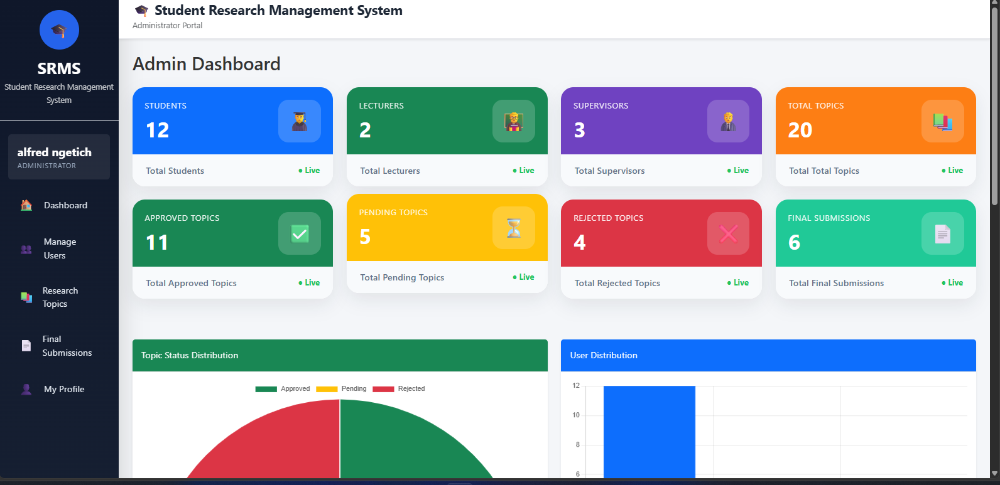 SRMS
Student Research Management
System
alfred ngetich
ADMINISTRATOR
Dashboard
Manage
Users
Research
Topics
Final
Submissions
My Profile
Student Research Management System
Administrator Portal
Admin Dashboard
STUDENTS
12
Total Students
● Live
LECTURERS
2
Total Lecturers
● Live
SUPERVISORS
3
Total Supervisors
● Live
TOTAL TOPICS
20
Total Total Topics
● Live
APPROVED TOPICS
11
Total Approved Topics
● Live
PENDING TOPICS
5
Total Pending Topics
● Live
REJECTED TOPICS
4
Total Rejected Topics
● Live
FINAL SUBMISSIONS
6
Total Final Submissions
● Live
Topic Status Distribution
Approved Pending Rejected
User Distribution
12
10
8
6